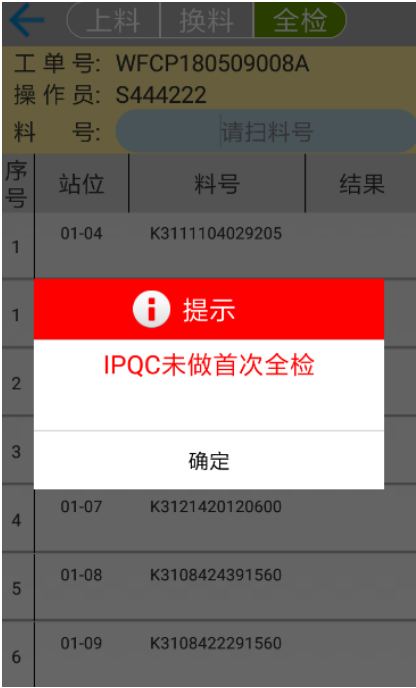 上料 换料 全检
工单号: WFCP180509008A
操作员: S444222
料号: 请扫料号
序号 站位 料号 结果
1 01-04 K3111104029205
1
提示
IPQC未做首次全检
2
3
确定
4 01-07 K3121420120600
5 01-08 K3108424391560
6 01-09 K3108422291560